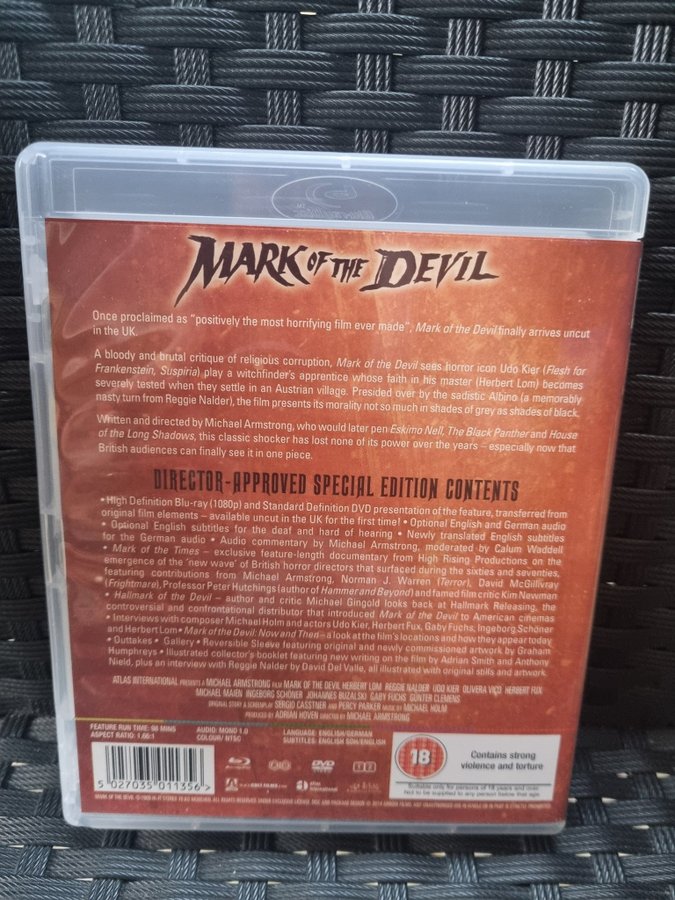 MARK OF THE DEVIL
Once proclaimed as “positively the most horrifying film ever made”, Mark of the Devil finally arrives uncut
in the UK.
A bloody and brutal critique of religious corruption, Mark of the Devil sees horror icon Udo Kier (Flesh for
Frankenstein, Suspiria) play a witchfinder's apprentice whose faith in his master (Herbert Lom) becomes
severely tested when they settle in an Austrian village. Presided over by the sadistic Albino (a memorably
nasty turn from Reggie Nalder), the film presents its morality not so much in shades of grey as shades of black.
Written and directed by Michael Armstrong, who would later pen Eskimo Nell, The Black Panther and House
of the Long Shadows, this classic shocker has lost none of its power over the years – especially now that
British audiences can finally see it in one piece.
DIRECTOR-APPROVED SPECIAL EDITION CONTENTS
• High Definition Blu-ray (1080p) and Standard Definition DVD presentation of the feature, transferred from
original film elements – available uncut in the UK for the first time! • Optional English and German audio
• Optional English subtitles for the deaf and hard of hearing • Newly translated English subtitles
for the German audio • Audio commentary by Michael Armstrong, moderated by Calum Waddell
• Mark of the Times – exclusive feature-length documentary from High Rising Productions on the
emergence of the 'new wave' of British horror directors that surfaced during the sixties and seventies,
featuring contributions from Michael Armstrong, Norman J. Warren (Terror), David McGillivray
(Frightmare), Professor Peter Hutchings (author of Hammer and Beyond) and famed film critic Kim Newman
• Hallmark of the Devil – author and critic Michael Gingold looks back at Hallmark Releasing, the
controversial and confrontational distributor that introduced Mark of the Devil to American cinemas
• Interviews with composer Michael Holm and actors Udo Kier, Herbert Fux, Gaby Fuchs, Ingeborg Schöner
and Herbert Lom • Mark of the Devil: Now and Then – a look at the film's locations and how they appear today
• Outtakes • Gallery • Reversible Sleeve featuring original and newly commissioned artwork by Graham
Humphreys • Illustrated collector's booklet featuring new writing on the film by Adrian Smith and Anthony
Nield, plus an interview with Reggie Nalder by David Del Valle, all illustrated with original stills and artwork.
ATLAS INTERNATIONAL PRESENTS A MICHAEL ARMSTRONG FILM MARK OF THE DEVIL HERBERT LOM REGGIE NALDER UDO KIER OLIVERA VICO HERBERT FUX
MICHAEL MAIEN INGEBORG SCHÖNER JOHANNES BUZALSKI GABY FUCHS GÜNTER CLEMENS
ORIGINAL STORY & SCREENPLAY SERGIO CASSTNER AND PERCY PARKER MUSIC BY MICHAEL HOLM
PRODUCED BY ADRIAN HOVEN DIRECTED BY MICHAEL ARMSTRONG
FEATURE RUN TIME: 96 MINS
ASPECT RATIO: 1.66:1
AUDIO: MONO 1.0
COLOUR/ NTSC
LANGUAGE: ENGLISH/GERMAN
SUBTITLES: ENGLISH SDH/ENGLISH
18
Contains strong
violence and torture
Suitable only for persons of 18 years and over
Not to be supplied to any person below that age
DVD
5 027035 011356 >